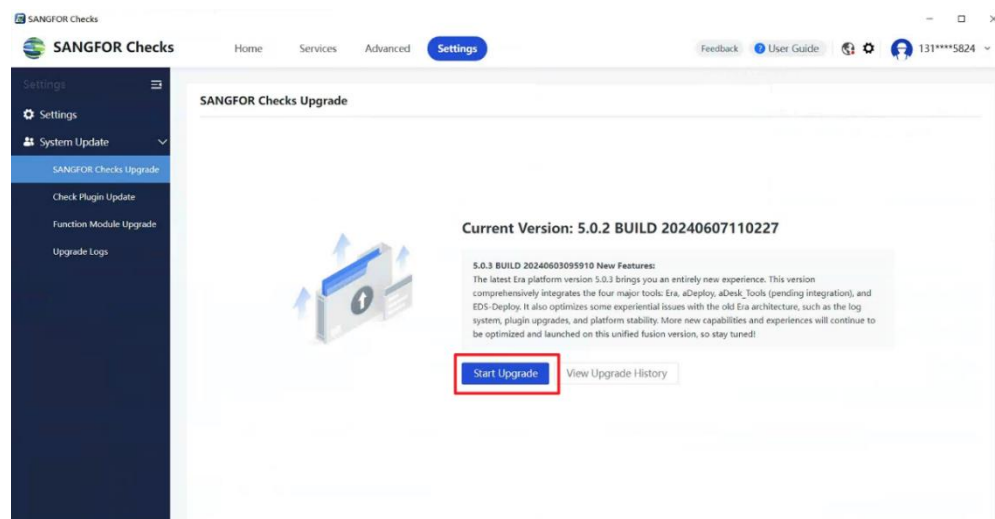 SANGFOR Checks
SANGFOR Checks
Home
Services
Advanced
Settings
Feedback
User Guide
131****5824
Settings
Settings
System Update
SANGFOR Checks Upgrade
Check Plugin Update
Function Module Upgrade
Upgrade Logs
SANGFOR Checks Upgrade
Current Version: 5.0.2 BUILD 20240607110227
5.0.3 BUILD 20240603095910 New Features:
The latest Era platform version 5.0.3 brings you an entirely new experience. This version
comprehensively integrates the four major tools: Era, aDeploy, aDesk_Tools (pending integration), and
EDS-Deploy. It also optimizes some experiential issues with the old Era architecture, such as the log
system, plugin upgrades, and platform stability. More new capabilities and experiences will continue to
be optimized and launched on this unified fusion version, so stay tuned!
Start Upgrade
View Upgrade History